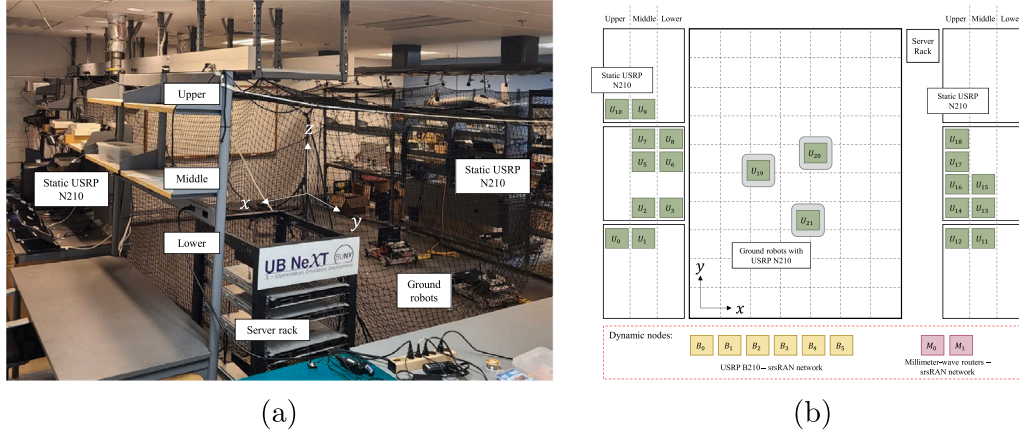 Upper
Middle
Lower
Static USRP
N210
Static USRP
N210
z
x
y
UB NeXT
SUNY
Ground
robots
Server rack
(a)
Upper Middle Lower
Static USRP
N210
U10 U9
U7 U8
U5 U6
U2 U3
U0 U1
U20
U19
U21
Ground robots with
USRP N210
y
x
Server
Rack
Upper Middle Lowe
Static USRP
N210
U18
U17
U16 U15
U14 U13
U12 U11
Dynamic nodes:
B0 B1 B2 B3 B4 B5
USRP B210 – srsRAN network
M0 M1
Millimeter-wave routers –
srsRAN network
(b)